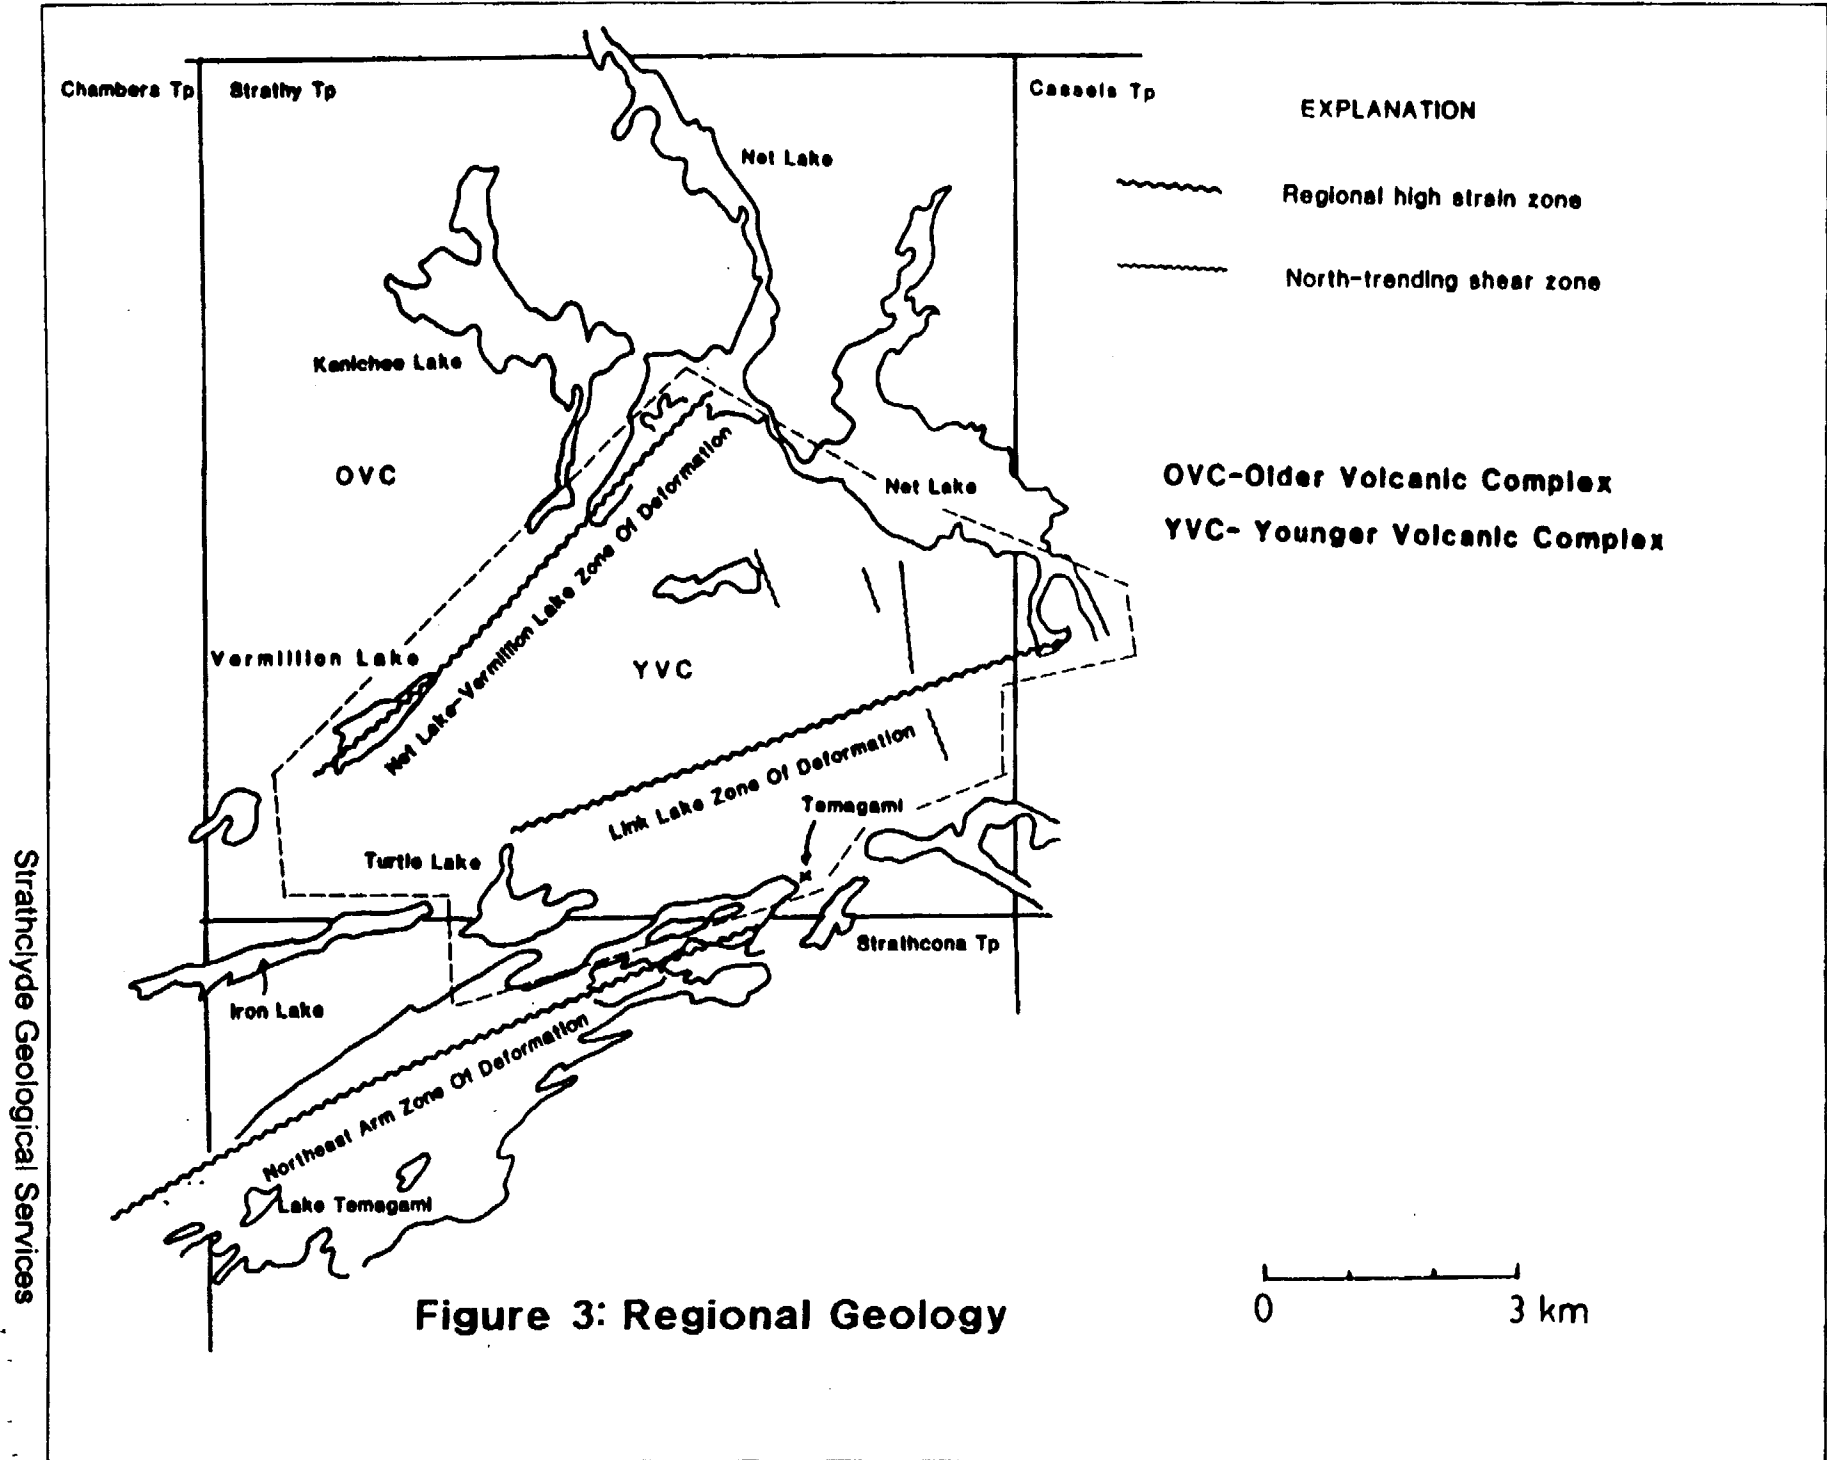 Chambers Tp
Strathy Tp
Cassels Tp
EXPLANATION
Net Lake
Regional high strain zone
North-trending shear zone
Kanichee Lake
OVC
Net Lake
OVC-Older Volcanic Complex
YVC- Younger Volcanic Complex
Net Lake-Vermillion Lake Zone Of Deformation
Vermillion Lake
YVC
Link Lake Zone Of Deformation
Temagami
Turtle Lake
Strathcona Tp
Iron Lake
Northeast Arm Zone Of Deformation
Lake Temagami
Figure 3: Regional Geology
0
3 km
Strathclyde Geological Services